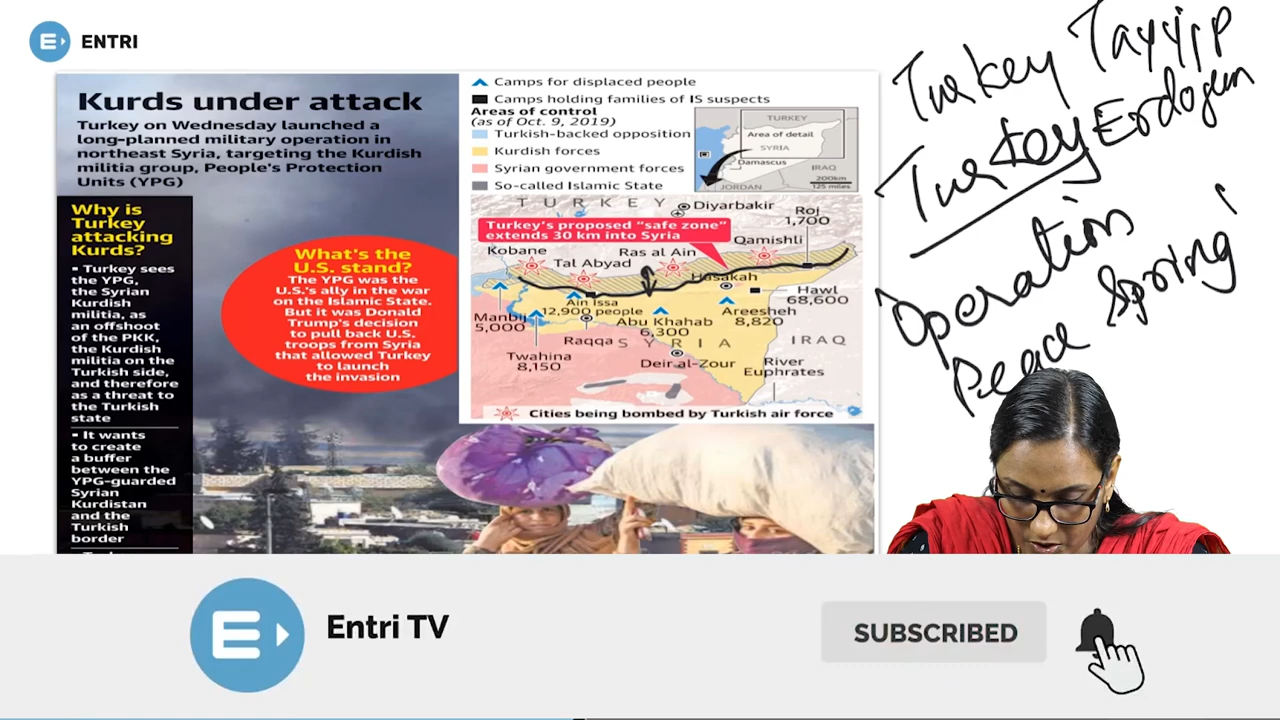 ENTRI
Kurds under attack
Turkey on Wednesday launched a
long-planned military operation in
northeast Syria, targeting the Kurdish
militia group, People's Protection
Units (YPG)
Why is
Turkey
attacking
Kurds?
▪ Turkey sees
the YPG,
the Syrian
Kurdish
militia, as
an offshoot
of the PKK,
the Kurdish
militia on the
Turkish side,
and therefore
as a threat to
the Turkish
state
▪ It wants
to create
a buffer
between the
YPG-guarded
Syrian
Kurdistan
and the
Turkish
border
What's the
U.S. stand?
The YPG was the
U.S.'s ally in the war
on the Islamic State.
But it was Donald
Trump's decision
to pull back U.S.
troops from Syria
that allowed Turkey
to launch
the invasion
Camps for displaced people
Camps holding families of IS suspects
Areas of control
(as of Oct. 9, 2019)
Turkish-backed opposition
Kurdish forces
Syrian government forces
So-called Islamic State
TURKEY
Area of detail
SYRIA
Damascus
IRAQ
JORDAN
200km
125 miles
TURKEY
Diyarbakir
Roj
1,700
Turkey's proposed "safe zone"
extends 30 km into Syria
Qamishli
Kobane
Ras al Ain
Tal Abyad
Hasakah
Hawl
68,600
Ain Issa
12,900 people
Manbij
5,000
Abu Khahab
6,300
Areesheh
8,820
Raqqa
SYRIA
IRAQ
Twahina
8,150
Deir al-Zour
River
Euphrates
Cities being bombed by Turkish air force
Turkey Tayyip
Turkey Erdogan
Operation
Peace Spring
E
Entri TV
SUBSCRIBED